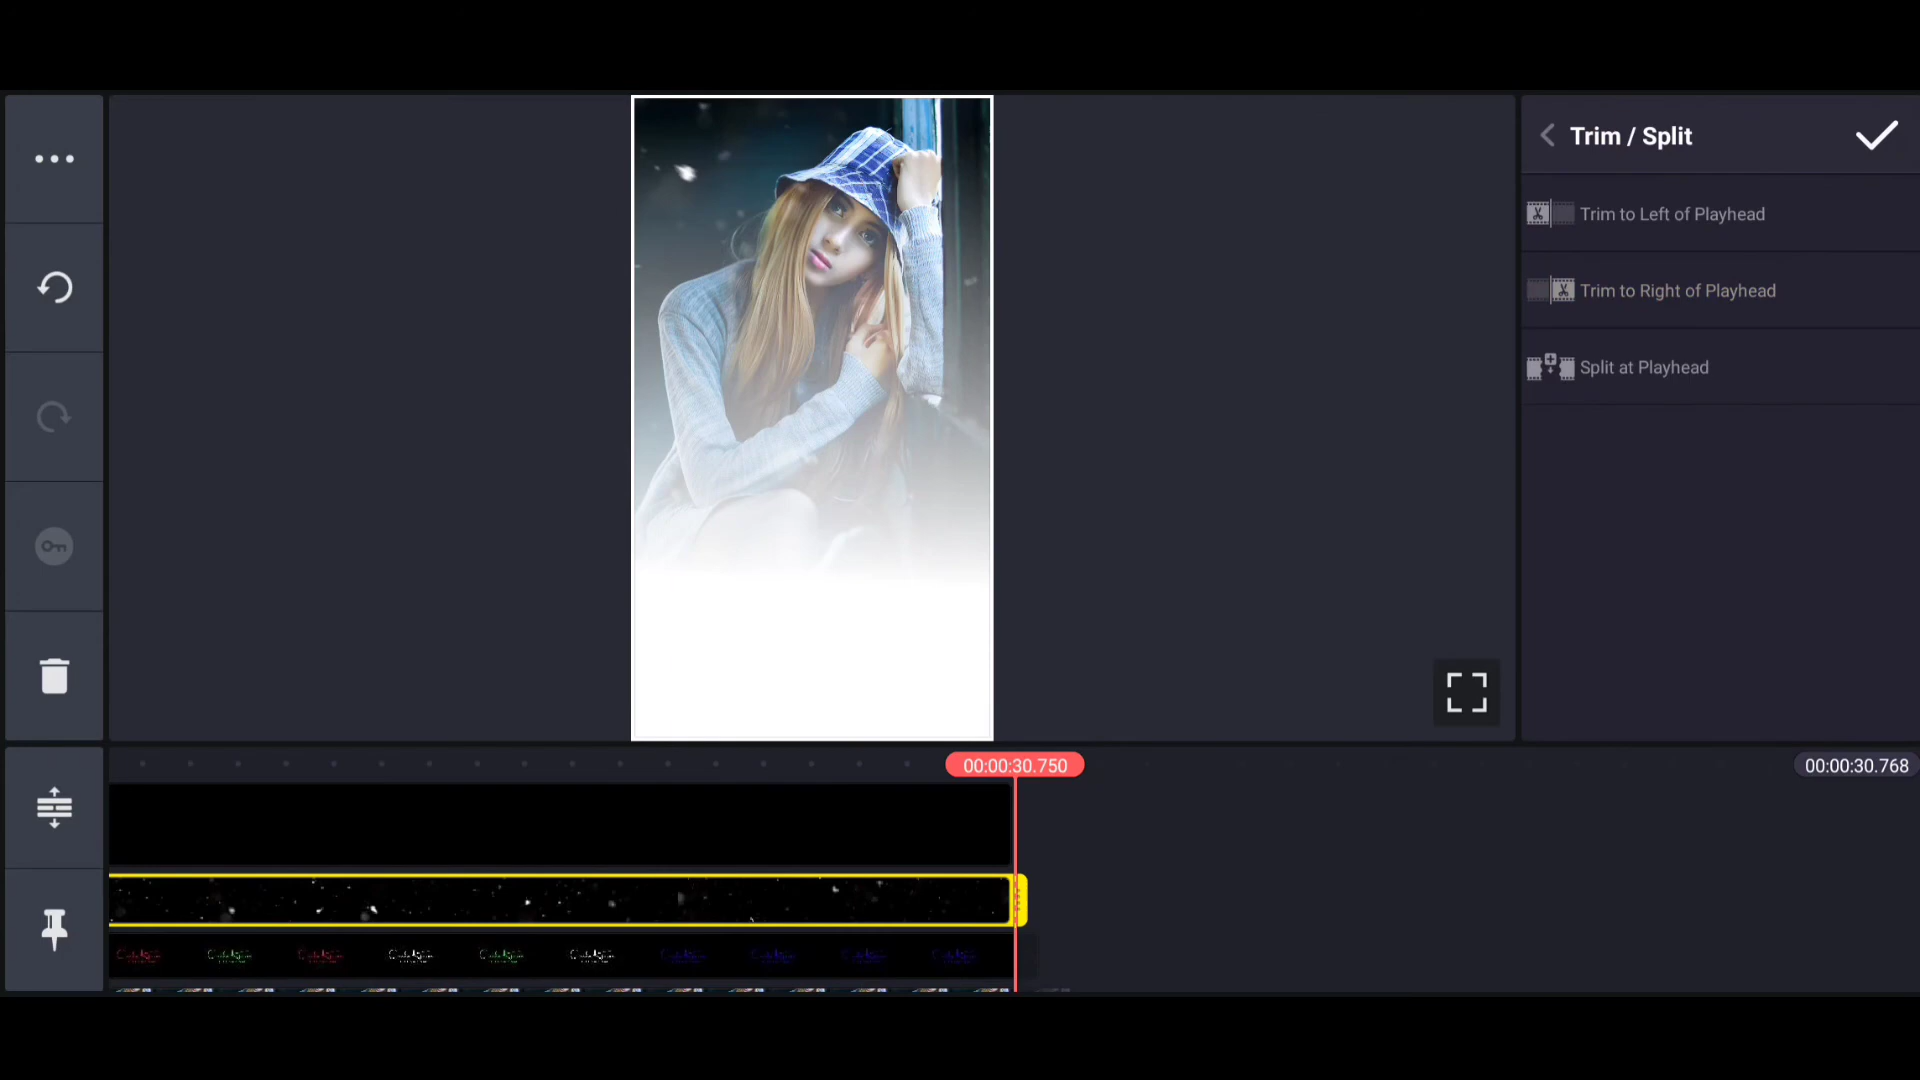 Trim / Split
Trim to Left of Playhead
Trim to Right of Playhead
Split at Playhead
00:00:30.750
00:00:30.768